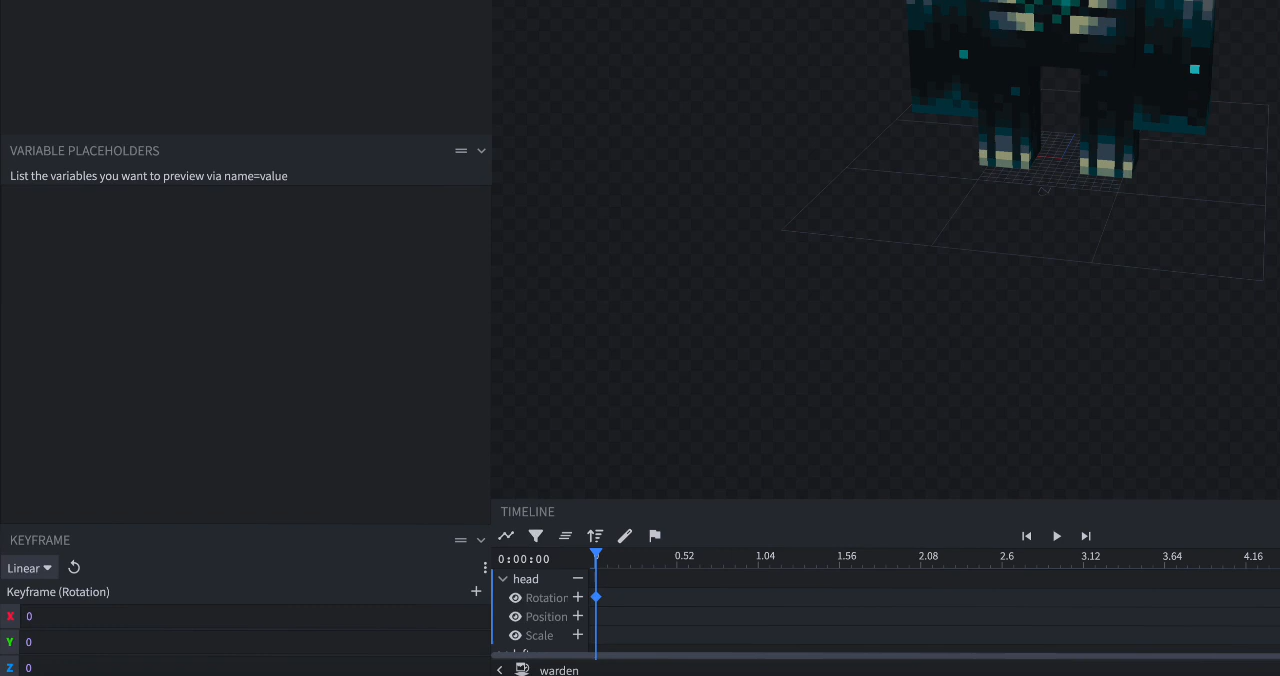 VARIABLE PLACEHOLDERS
List the variables you want to preview via name=value
TIMELINE
KEYFRAME
0:00:00
0.52 1.04 1.56 2.08 2.6 3.12 3.64 4.16
Linear
head
Keyframe (Rotation)
Rotation
X 0
Position
Y 0
Scale
Z 0
warden